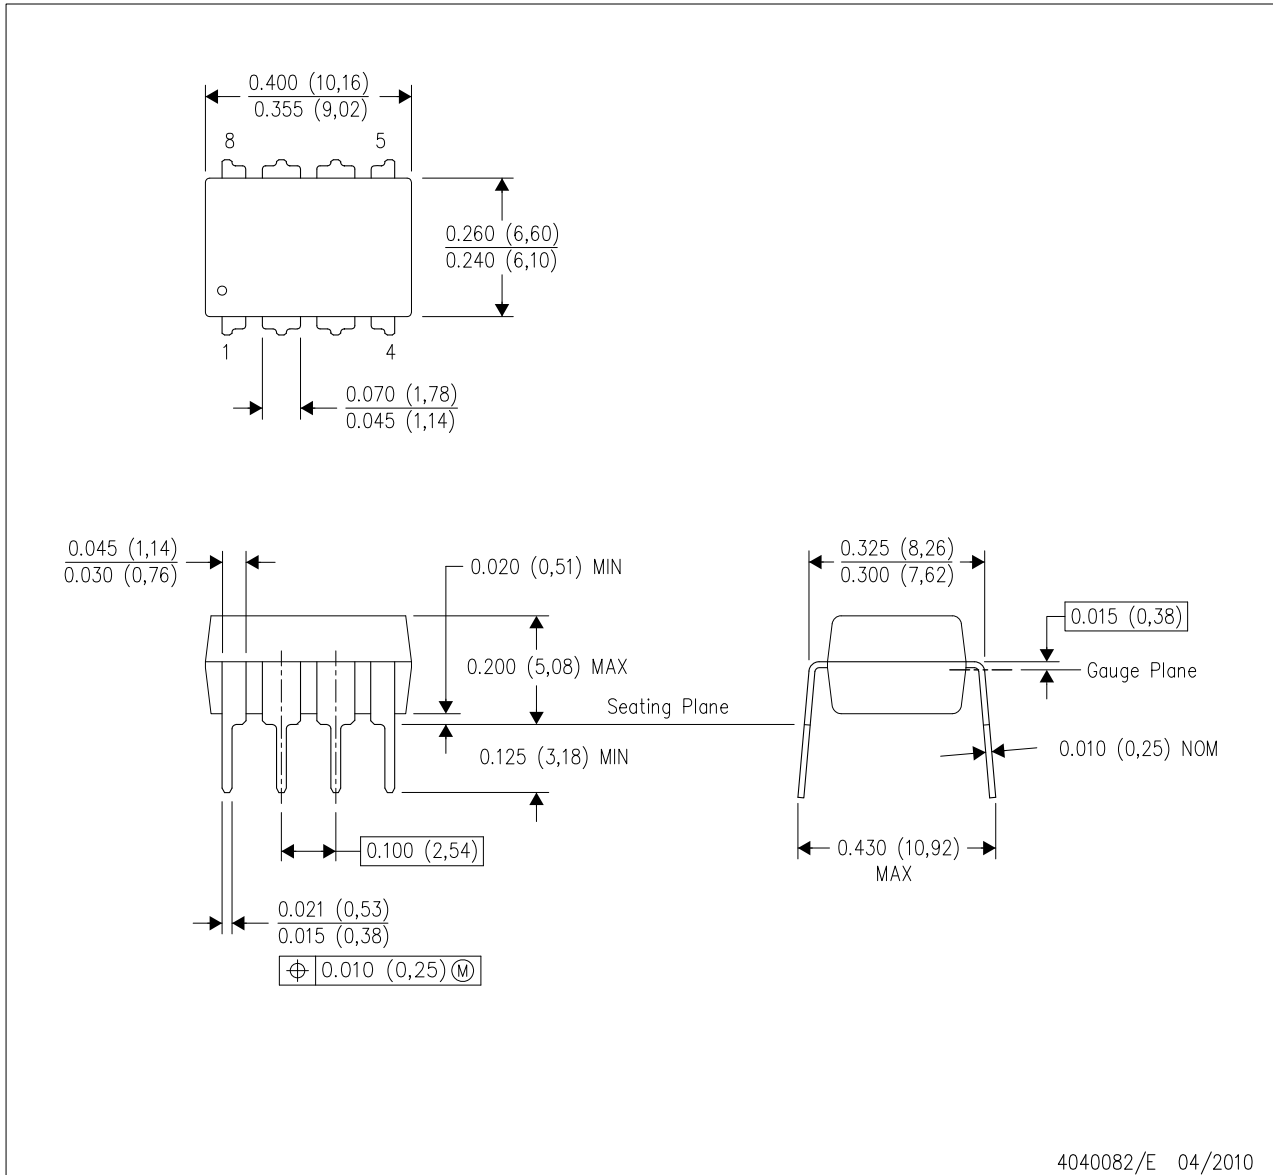 0.400 (10,16)
0.355 (9,02)
8
5
0.260 (6,60)
0.240 (6,10)
1
4
0.070 (1,78)
0.045 (1,14)
0.045 (1,14)
0.030 (0,76)
0.020 (0,51) MIN
0.200 (5,08) MAX
Seating Plane
0.125 (3,18) MIN
0.100 (2,54)
0.021 (0,53)
0.015 (0,38)
⌖ 0.010 (0,25) Ⓜ
0.325 (8,26)
0.300 (7,62)
0.015 (0,38)
Gauge Plane
0.010 (0,25) NOM
0.430 (10,92)
MAX
4040082/E 04/2010